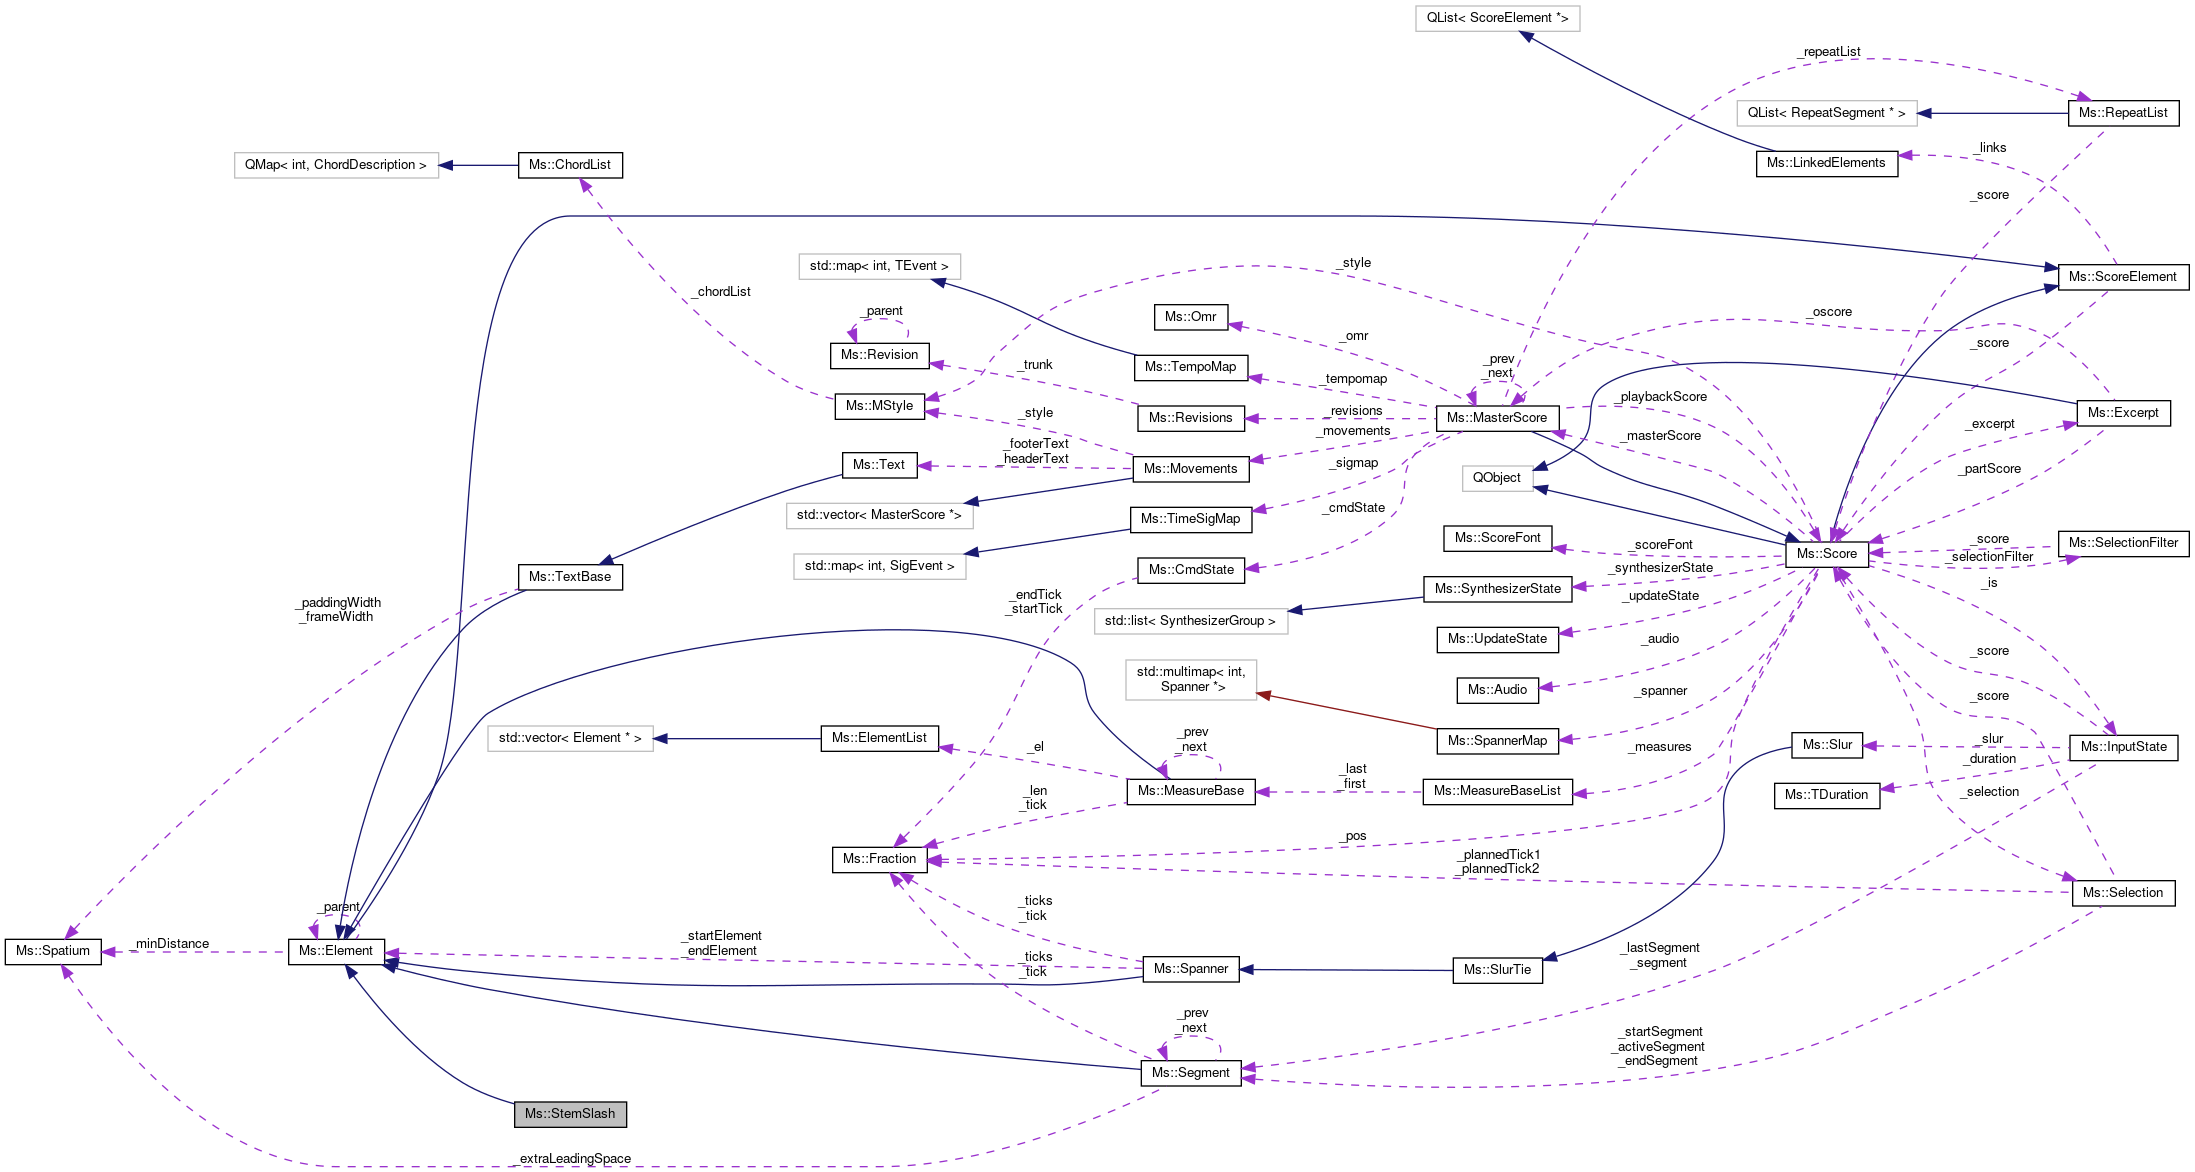 QList< ScoreElement *>
_repeatList
QList< RepeatSegment * >
Ms::RepeatList
_links
QMap< int, ChordDescription >
Ms::ChordList
Ms::LinkedElements
_score
std::map< int, TEvent >
_style
Ms::ScoreElement
_chordList
_parent
Ms::Omr
_oscore
Ms::Revision
_omr
_score
_trunk
Ms::TempoMap
_tempomap
_prev
_next
Ms::MStyle
_style
Ms::Revisions
_revisions
Ms::MasterScore
_playbackScore
Ms::Excerpt
_movements
_masterScore
_excerpt
_footerText
_headerText
Ms::Text
Ms::Movements
_sigmap
QObject
_partScore
std::vector< MasterScore *>
Ms::TimeSigMap
_cmdState
Ms::ScoreFont
_scoreFont
Ms::Score
_score
Ms::SelectionFilter
_selectionFilter
std::map< int, SigEvent >
Ms::CmdState
_synthesizerState
Ms::TextBase
Ms::SynthesizerState
_is
_paddingWidth
_frameWidth
_endTick
_startTick
std::list< SynthesizerGroup >
_updateState
Ms::UpdateState
_audio
_score
std::multimap< int,
Spanner *>
Ms::Audio
_spanner
_score
std::vector< Element * >
Ms::ElementList
_el
_prev
_next
Ms::SpannerMap
_measures
Ms::Slur
_slur
Ms::InputState
_duration
_len
_tick
Ms::MeasureBase
_last
_first
Ms::MeasureBaseList
Ms::TDuration
_selection
Ms::Fraction
_pos
_plannedTick1
_plannedTick2
Ms::Selection
_parent
_ticks
_tick
Ms::Spatium
_minDistance
Ms::Element
_startElement
_endElement
_ticks
_tick
Ms::Spanner
Ms::SlurTie
_lastSegment
_segment
_prev
_next
Ms::Segment
_startSegment
_activeSegment
_endSegment
Ms::StemSlash
_extraLeadingSpace